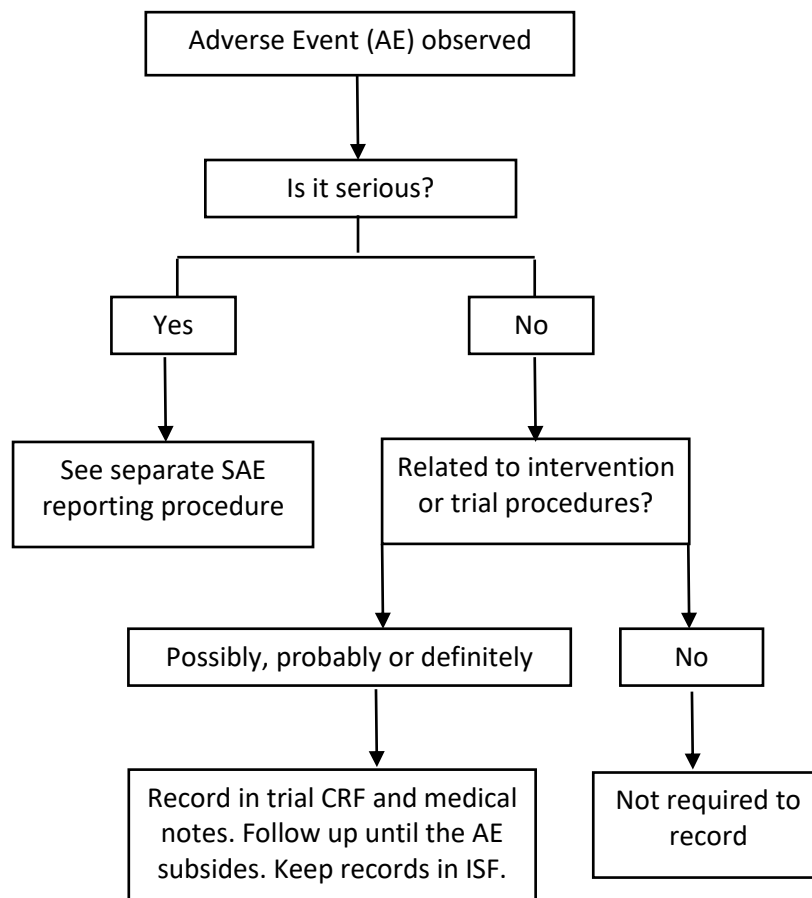 Adverse Event (AE) observed
Is it serious?
Yes
No
See separate SAE
reporting procedure
Related to intervention
or trial procedures?
Possibly, probably or definitely
No
Record in trial CRF and medical
notes. Follow up until the AE
subsides. Keep records in ISF.
Not required to
record